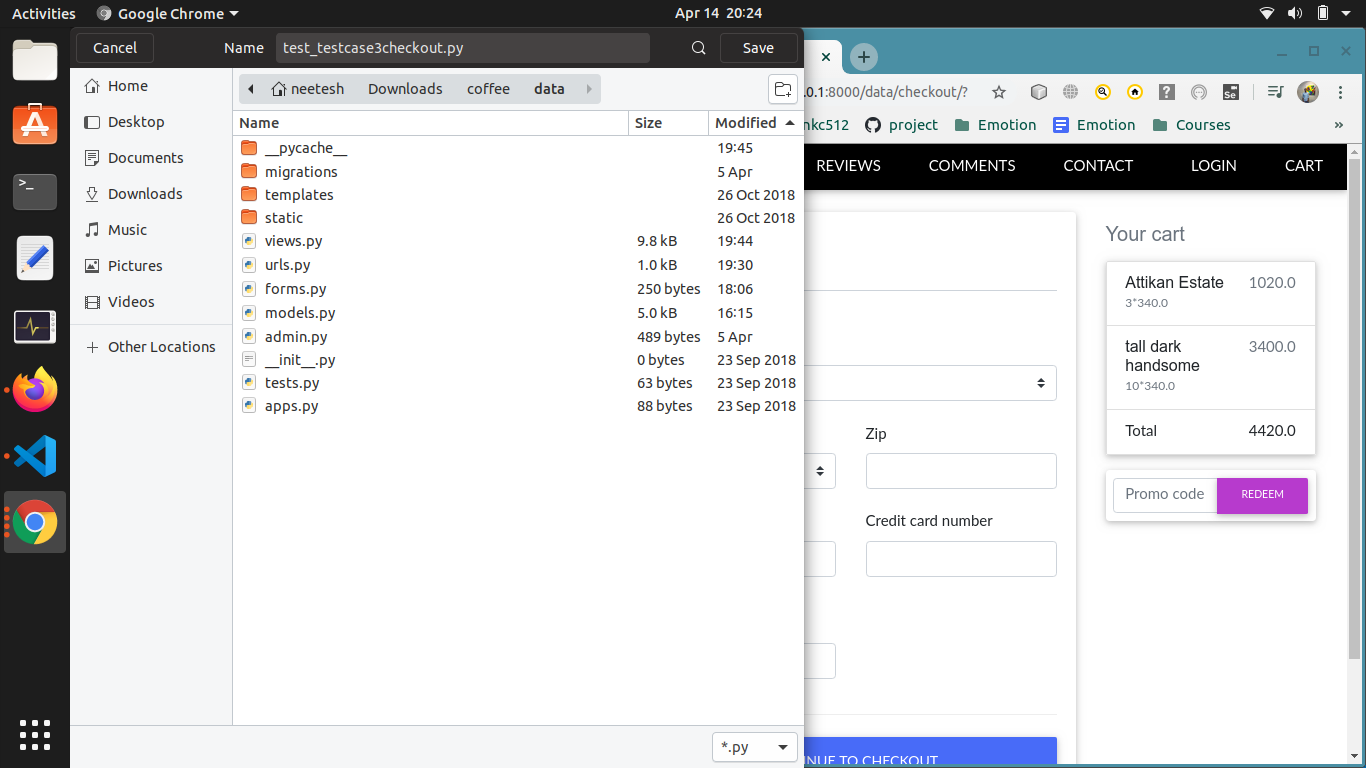 Activities Google Chrome Apr 14 20:24
Cancel Name test_testcase3checkout.py Save
neetesh Downloads coffee data
Home
Desktop
Documents
Downloads
Music
Pictures
Videos
Other Locations
Name Size Modified
__pycache__ 19:45
migrations 5 Apr
templates 26 Oct 2018
static 26 Oct 2018
views.py 9.8 kB 19:44
urls.py 1.0 kB 19:30
forms.py 250 bytes 18:06
models.py 5.0 kB 16:15
admin.py 489 bytes 5 Apr
__init__.py 0 bytes 23 Sep 2018
tests.py 63 bytes 23 Sep 2018
apps.py 88 bytes 23 Sep 2018
*.py
.0.1:8000/data/checkout/?
Se
nkc512 project Emotion Emotion Courses »
REVIEWS COMMENTS CONTACT LOGIN CART
Zip
Credit card number
NUE TO CHECKOUT
Your cart
Attikan Estate 1020.0
3*340.0
tall dark 3400.0
handsome
10*340.0
Total 4420.0
Promo code REDEEM